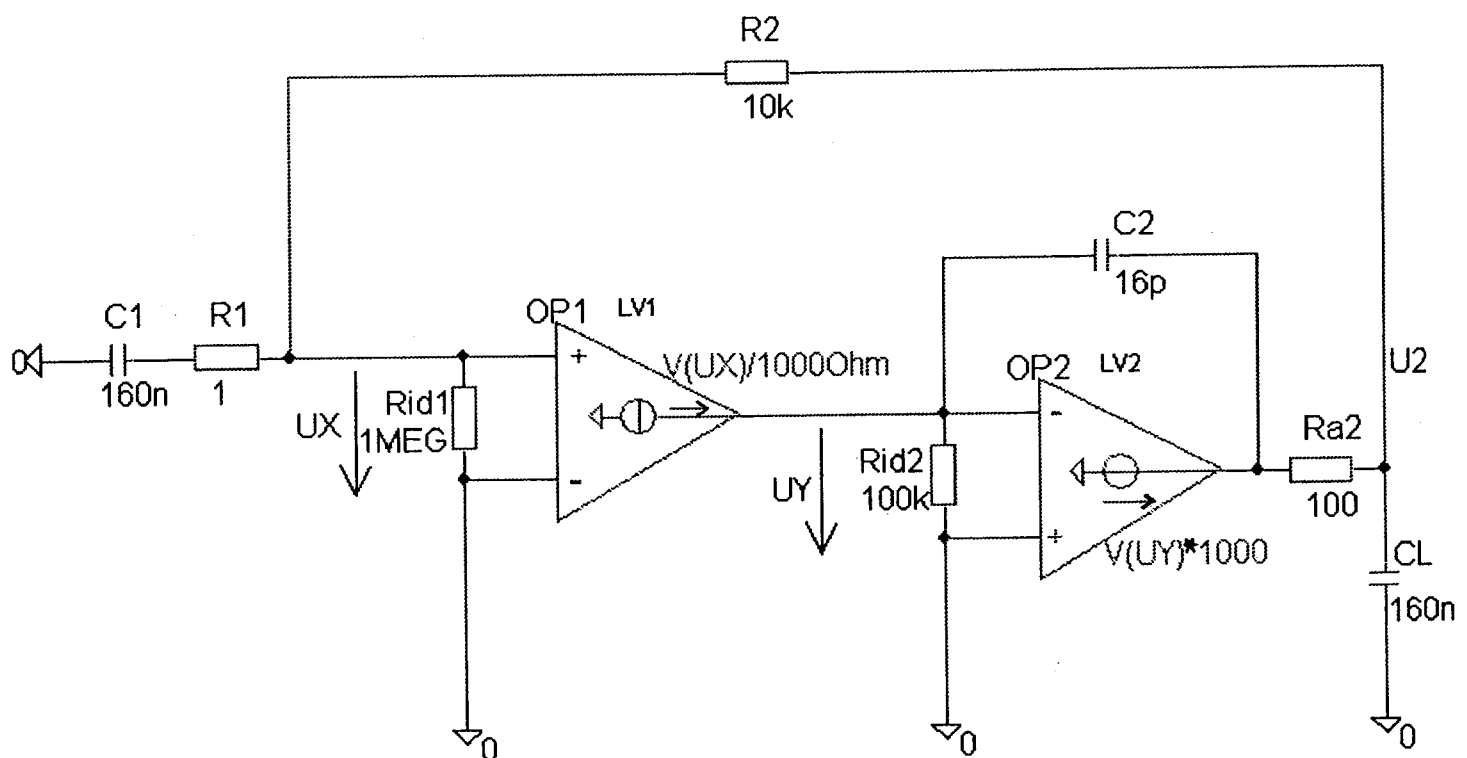 R2
10k
C2
16p
OP1 LV1
C1
R1
V(UX)/1000Ohm
OP2 LV2
U2
0
160n
1
UX
Rid1
1MEG
+
-
UY
Rid2
100k
-
+
Ra2
100
V(UY)*1000
CL
160n
0
0
0